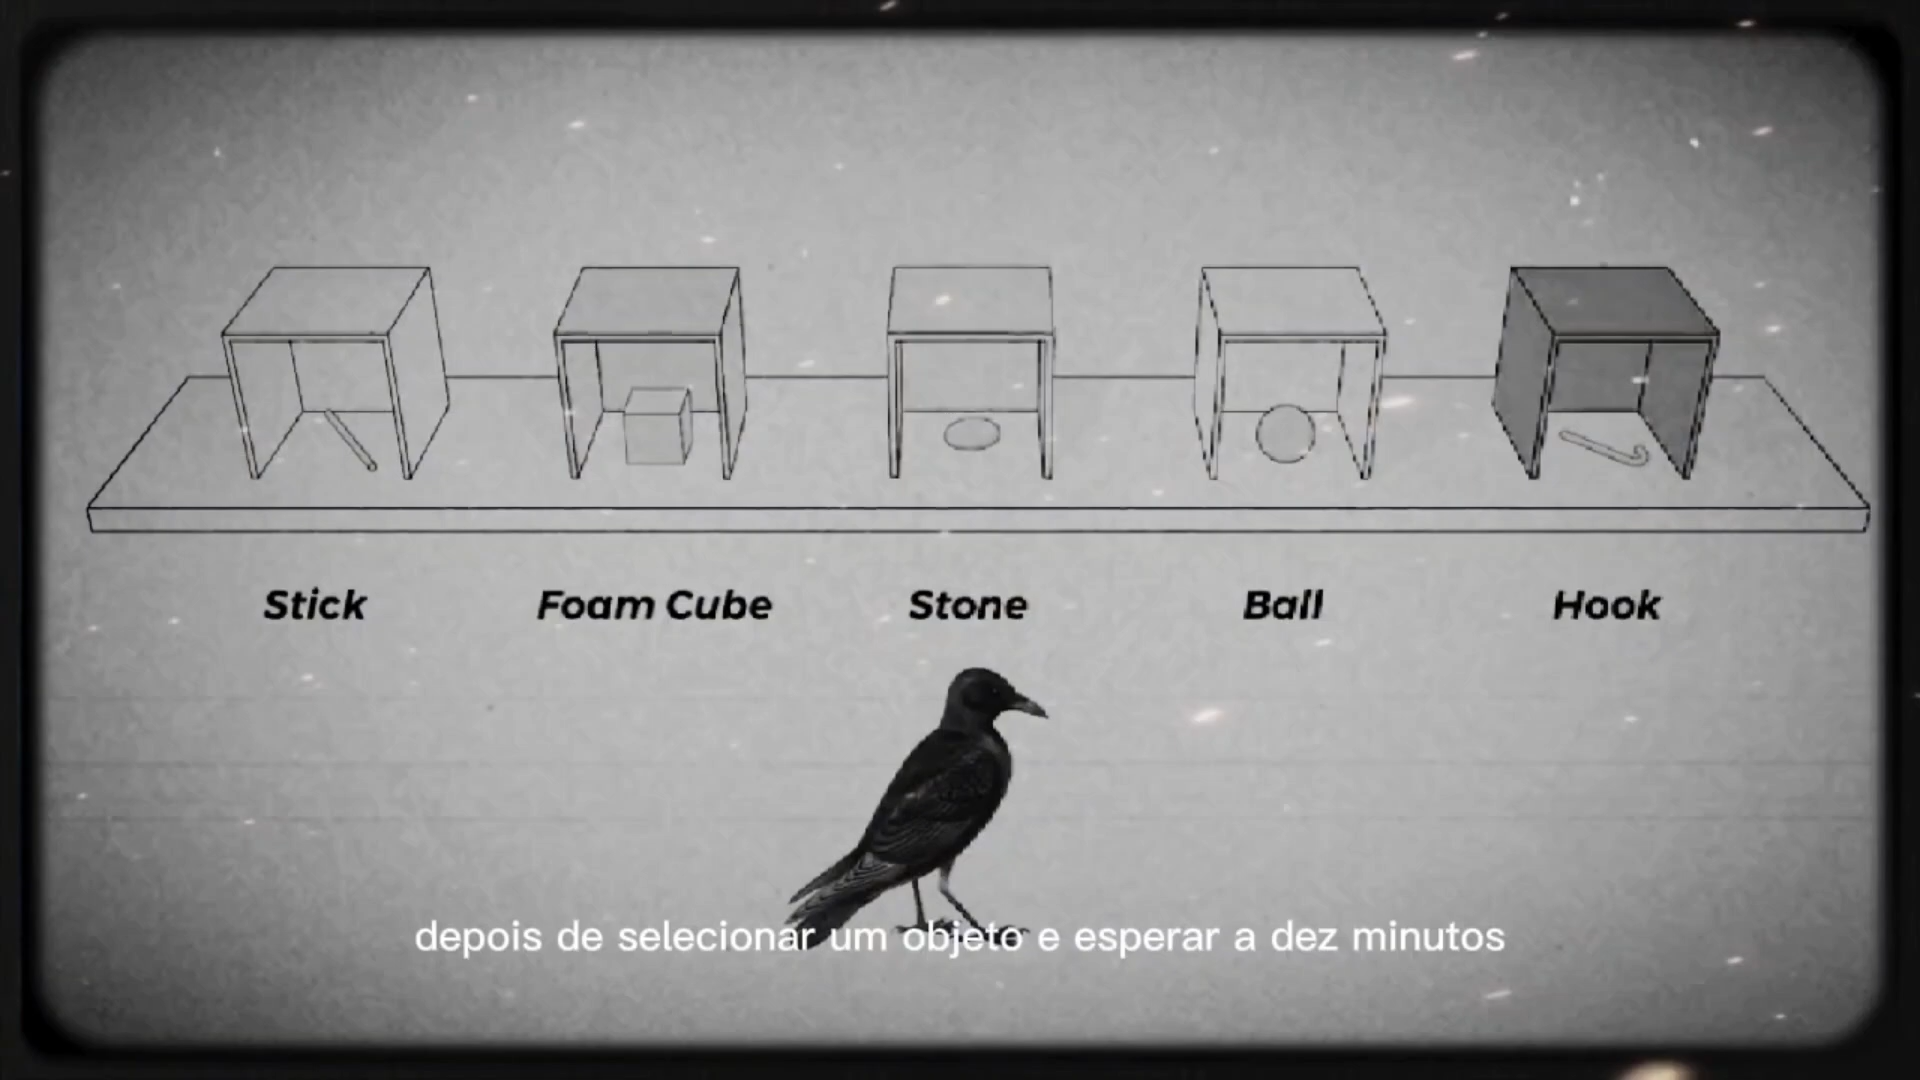 Stick Foam Cube Stone Ball Hook
depois de selecionar um objeto e esperar a dez minutos